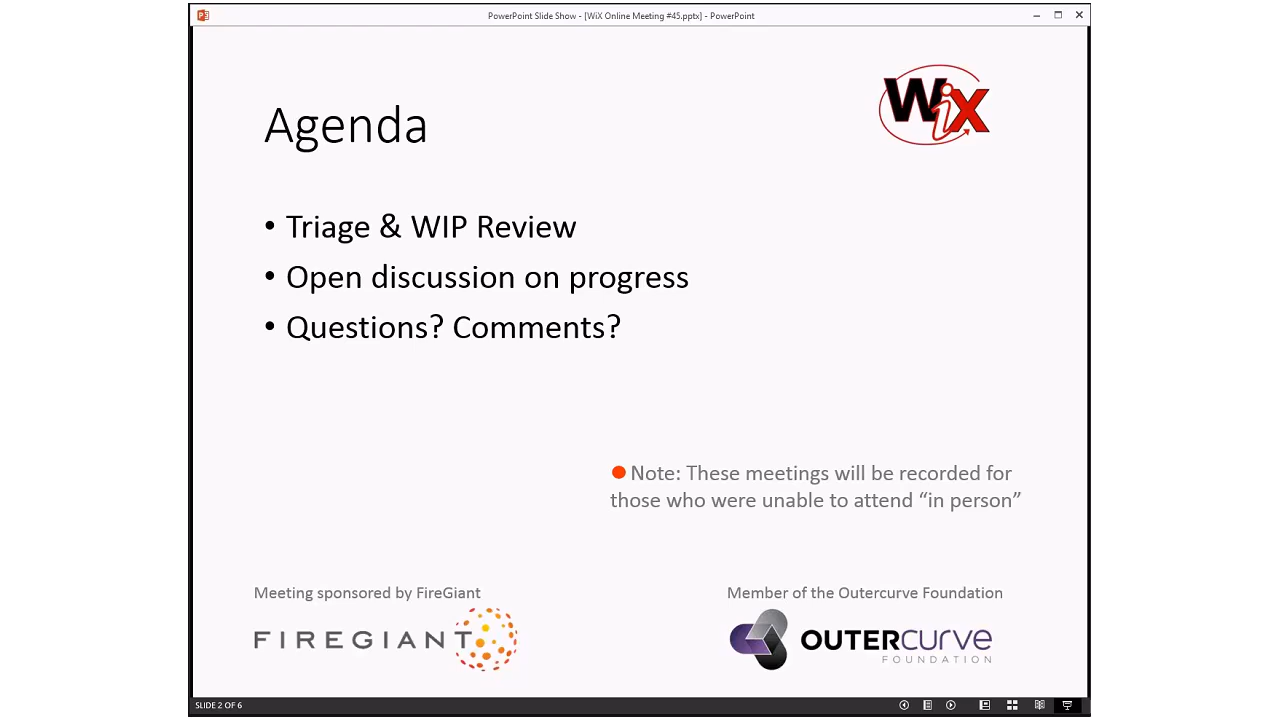 PowerPoint Slide Show - [WiX Online Meeting #45.pptx] - PowerPoint
WiX
Agenda
• Triage & WIP Review
• Open discussion on progress
• Questions? Comments?
Note: These meetings will be recorded for
those who were unable to attend “in person”
Meeting sponsored by FireGiant
FIREGIANT
Member of the Outercurve Foundation
OUTERCURVE
FOUNDATION
SLIDE 2 OF 6